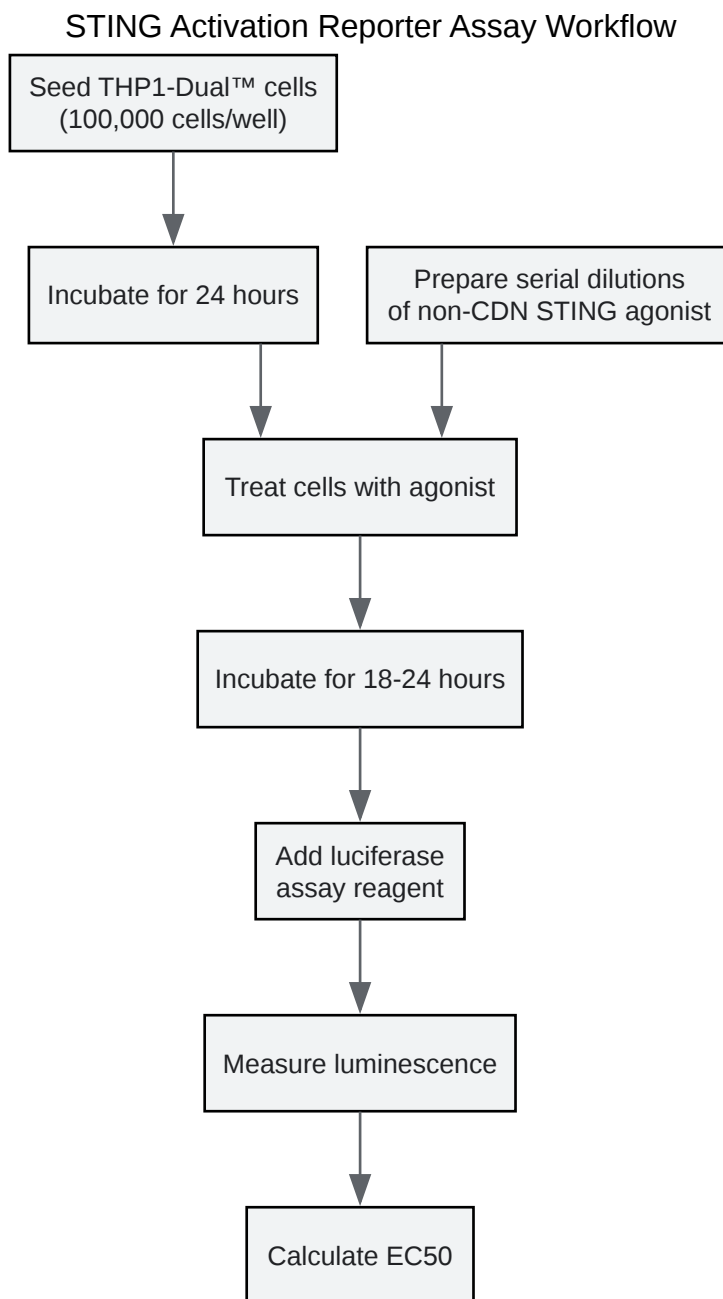 STING Activation Reporter Assay Workflow
Seed THP1-Dual™ cells
(100,000 cells/well)
Incubate for 24 hours
Prepare serial dilutions
of non-CDN STING agonist
Treat cells with agonist
Incubate for 18-24 hours
Add luciferase
assay reagent
Measure luminescence
Calculate EC50